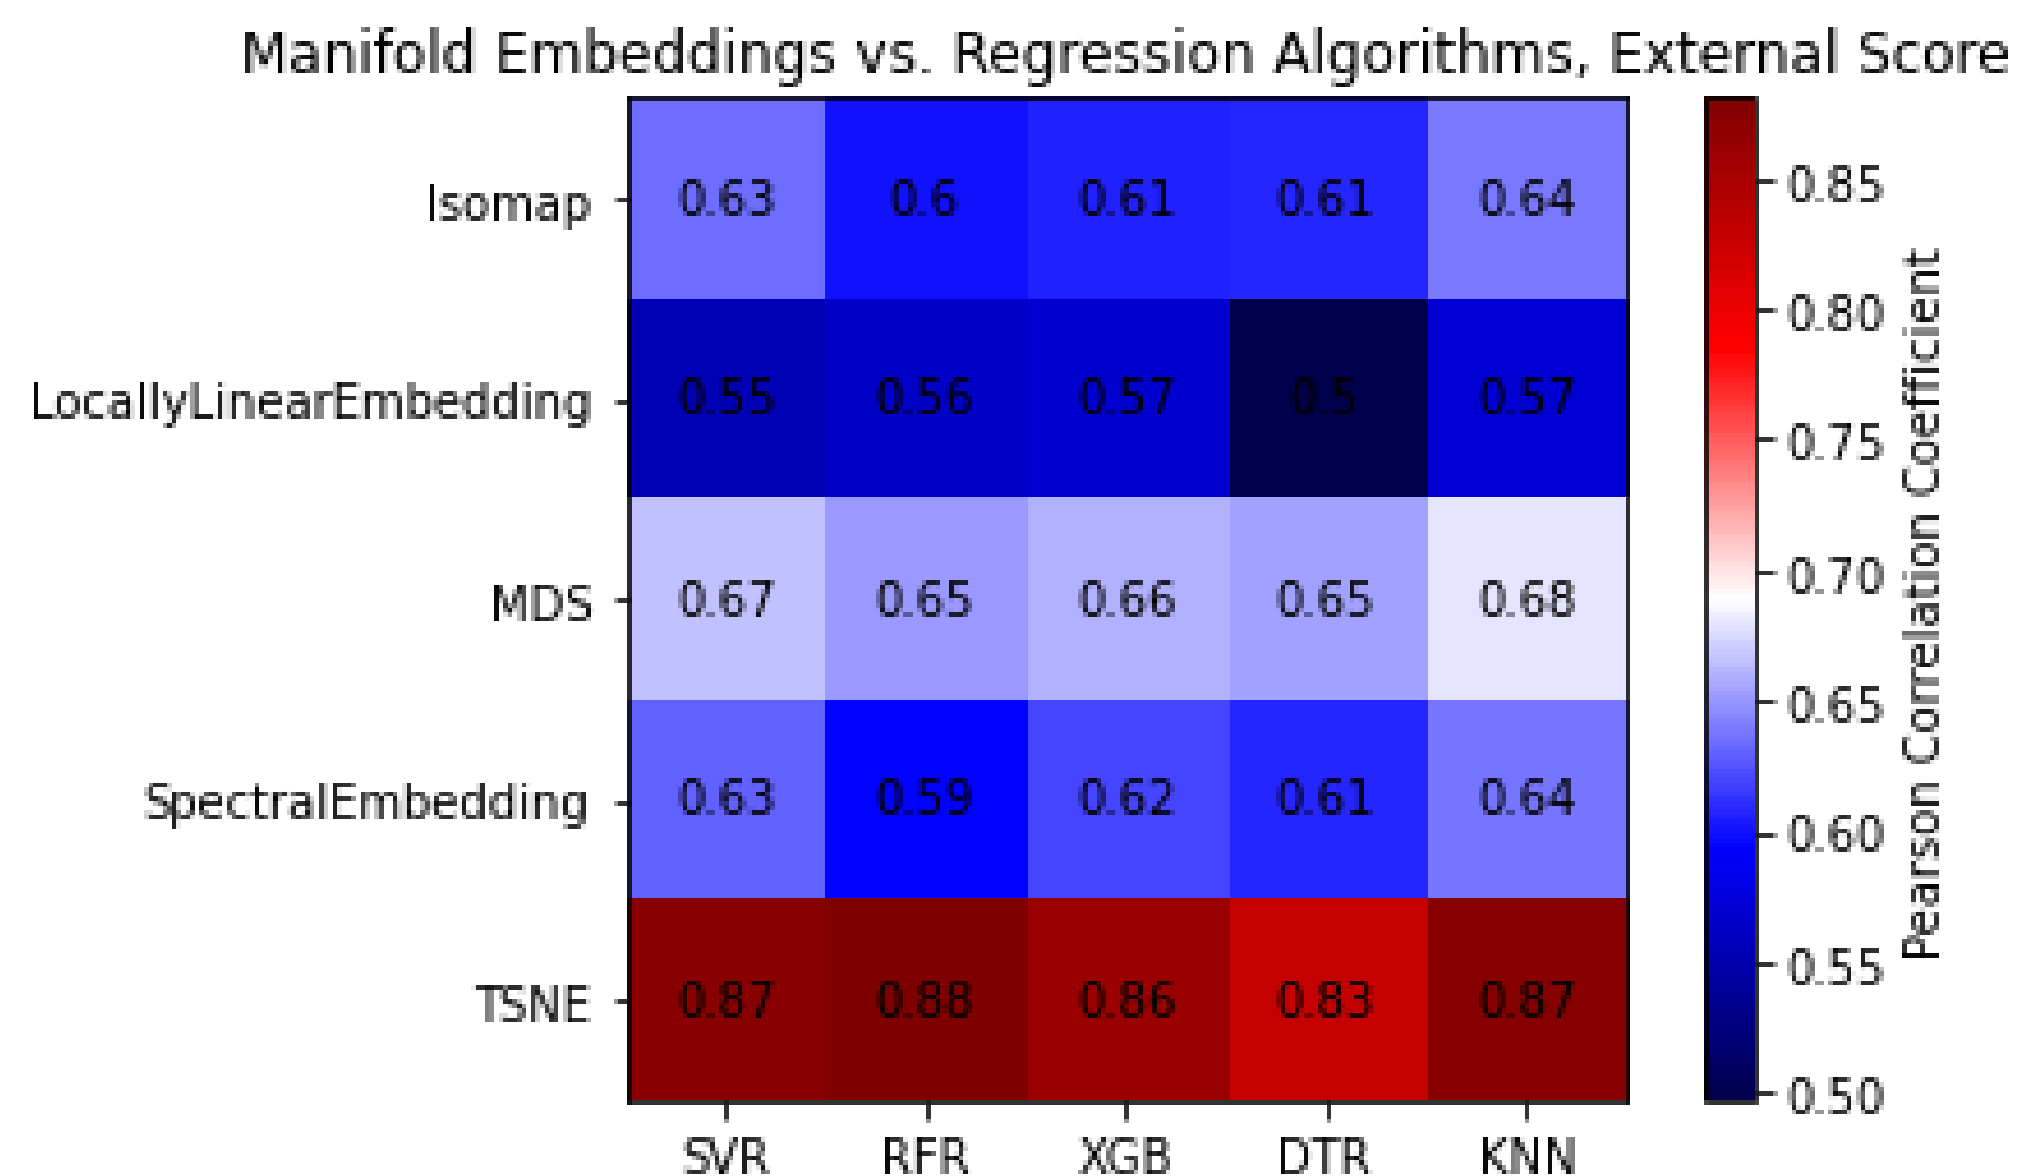 Manifold Embeddings vs. Regression Algorithms, External Score
Isomap 0.63 0.6 0.61 0.61 0.64
LocallyLinearEmbedding 0.55 0.56 0.57 0.5 0.57
MDS 0.67 0.65 0.66 0.65 0.68
SpectralEmbedding 0.63 0.59 0.62 0.61 0.64
TSNE 0.87 0.88 0.86 0.83 0.87
SVR RFR XGB DTR KNN
0.85
0.80
0.75
0.70
0.65
0.60
0.55
0.50
Pearson Correlation Coefficient